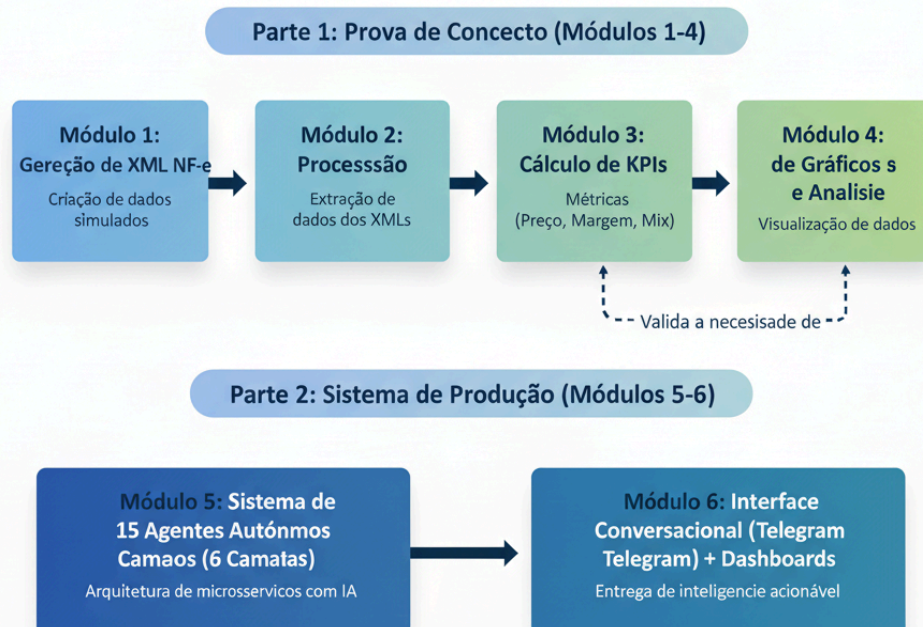 Parte 1: Prova de Concecto (Módulos 1-4)
Módulo 1:
Gereção de XML NF-e
Criação de dados
simulados
Módulo 2:
Processsão
Extração de
dados dos XMLs
Módulo 3:
Cálculo de KPIs
Métricas
(Preço, Margem, Mix)
Módulo 4:
de Gráficos s
e Analisie
Visualização de dados
Valida a necesisade de
Parte 2: Sistema de Produção (Módulos 5-6)
Módulo 5: Sistema de
15 Agentes Autónmos
Camaos (6 Camatas)
Arquitetura de microsservicos com IA
Módulo 6: Interface
Conversacional (Telegram
Telegram) + Dashboards
Entrega de inteligencie acionável